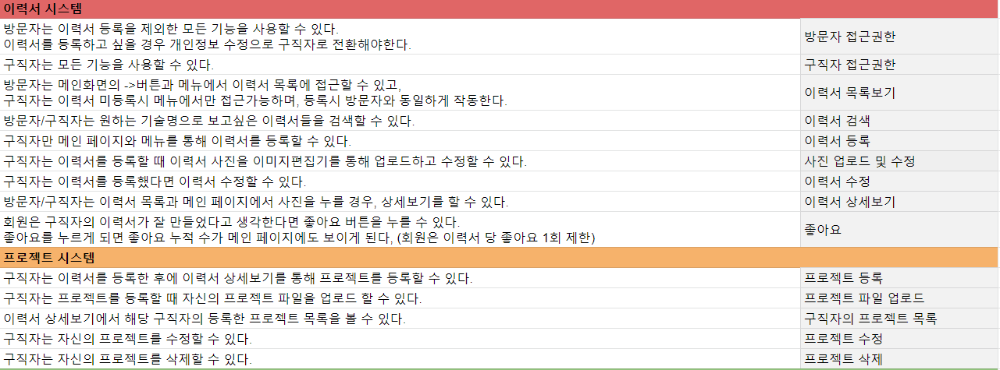 이력서 시스템
방문자는 이력서 등록을 제외한 모든 기능을 사용할 수 있다.
이력서를 등록하고 싶을 경우 개인정보 수정으로 구직자로 전환해야한다.
방문자 접근권한
구직자는 모든 기능을 사용할 수 있다.
구직자 접근권한
방문자는 메인화면의 ->버튼과 메뉴에서 이력서 목록에 접근할 수 있고,
구직자는 이력서 미등록시 메뉴에서만 접근가능하며, 등록시 방문자와 동일하게 작동한다.
이력서 목록보기
방문자/구직자는 원하는 기술명으로 보고싶은 이력서들을 검색할 수 있다.
이력서 검색
구직자만 메인 페이지와 메뉴를 통해 이력서를 등록할 수 있다.
이력서 등록
구직자는 이력서를 등록할 때 이력서 사진을 이미지편집기를 통해 업로드하고 수정할 수 있다.
사진 업로드 및 수정
구직자는 이력서를 등록했다면 이력서 수정할 수 있다.
이력서 수정
방문자/구직자는 이력서 목록과 메인 페이지에서 사진을 누를 경우, 상세보기를 할 수 있다.
이력서 상세보기
회원은 구직자의 이력서가 잘 만들었다고 생각한다면 좋아요 버튼을 누를 수 있다.
좋아요를 누르게 되면 좋아요 누적 수가 메인 페이지에도 보이게 된다, (회원은 이력서 당 좋아요 1회 제한)
좋아요
프로젝트 시스템
구직자는 이력서를 등록한 후에 이력서 상세보기를 통해 프로젝트를 등록할 수 있다.
프로젝트 등록
구직자는 프로젝트를 등록할 때 자신의 프로젝트 파일을 업로드 할 수 있다.
프로젝트 파일 업로드
이력서 상세보기에서 해당 구직자의 등록한 프로젝트 목록을 볼 수 있다.
구직자의 프로젝트 목록
구직자는 자신의 프로젝트를 수정할 수 있다.
프로젝트 수정
구직자는 자신의 프로젝트를 삭제할 수 있다.
프로젝트 삭제